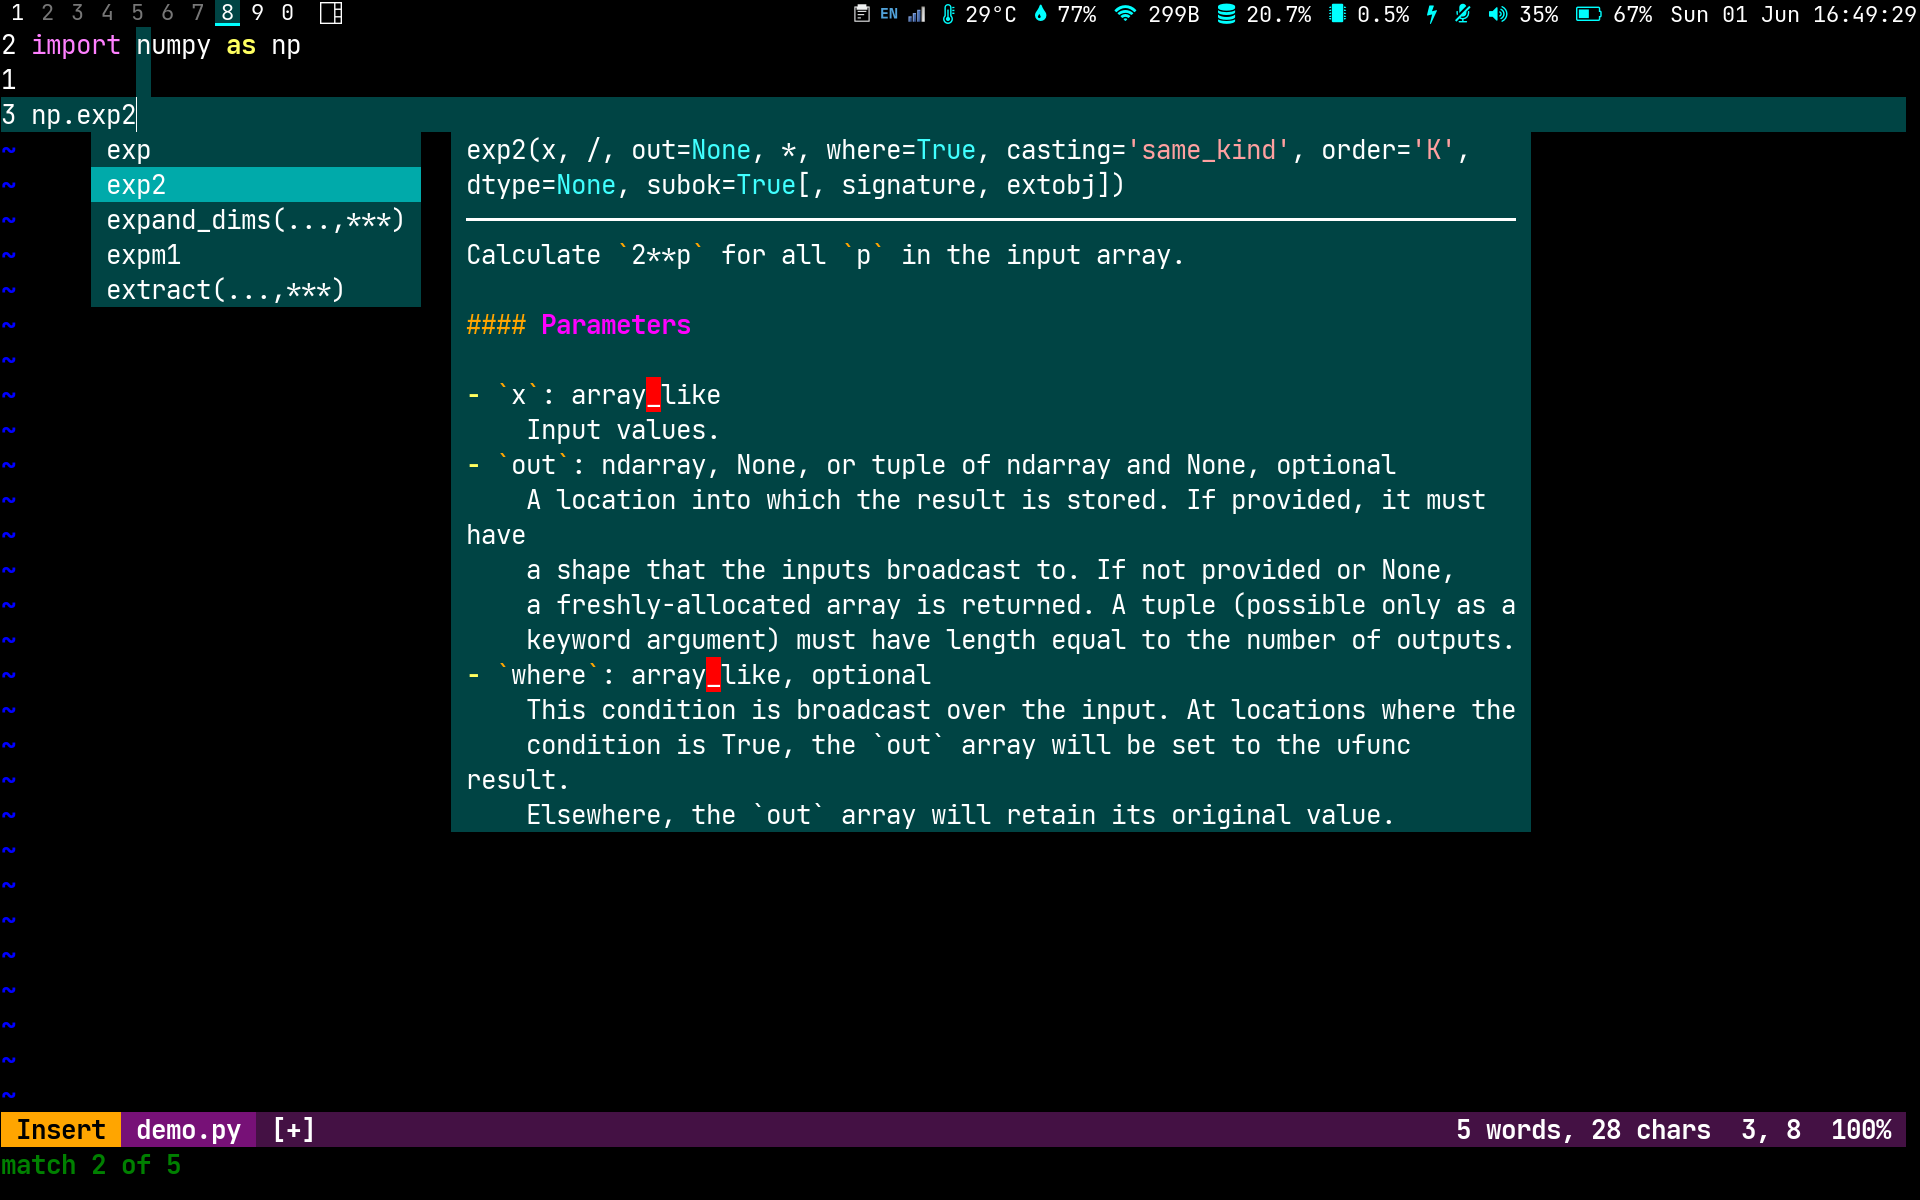 1 2 3 4 5 6 7 8 9 0 EN 29°C 77% 299B 20.7% 0.5% 35% 67% Sun 01 Jun 16:49:29
2 import numpy as np
1
3 np.exp2
~ exp
~ exp2
~ expand_dims(...,***)
~ expm1
~ extract(...,***)
exp2(x, /, out=None, *, where=True, casting='same_kind', order='K',
dtype=None, subok=True[, signature, extobj])
Calculate `2**p` for all `p` in the input array.
~ #### Parameters
~
~ - `x`: array_like
~ Input values.
~ - `out`: ndarray, None, or tuple of ndarray and None, optional
~ A location into which the result is stored. If provided, it must
~ have
~ a shape that the inputs broadcast to. If not provided or None,
~ a freshly-allocated array is returned. A tuple (possible only as a
~ keyword argument) must have length equal to the number of outputs.
~ - `where`: array_like, optional
~ This condition is broadcast over the input. At locations where the
~ condition is True, the `out` array will be set to the ufunc
~ result.
~ Elsewhere, the `out` array will retain its original value.
~
~
~
~
~
~
~
~
Insert demo.py [+] 5 words, 28 chars 3, 8 100%
match 2 of 5